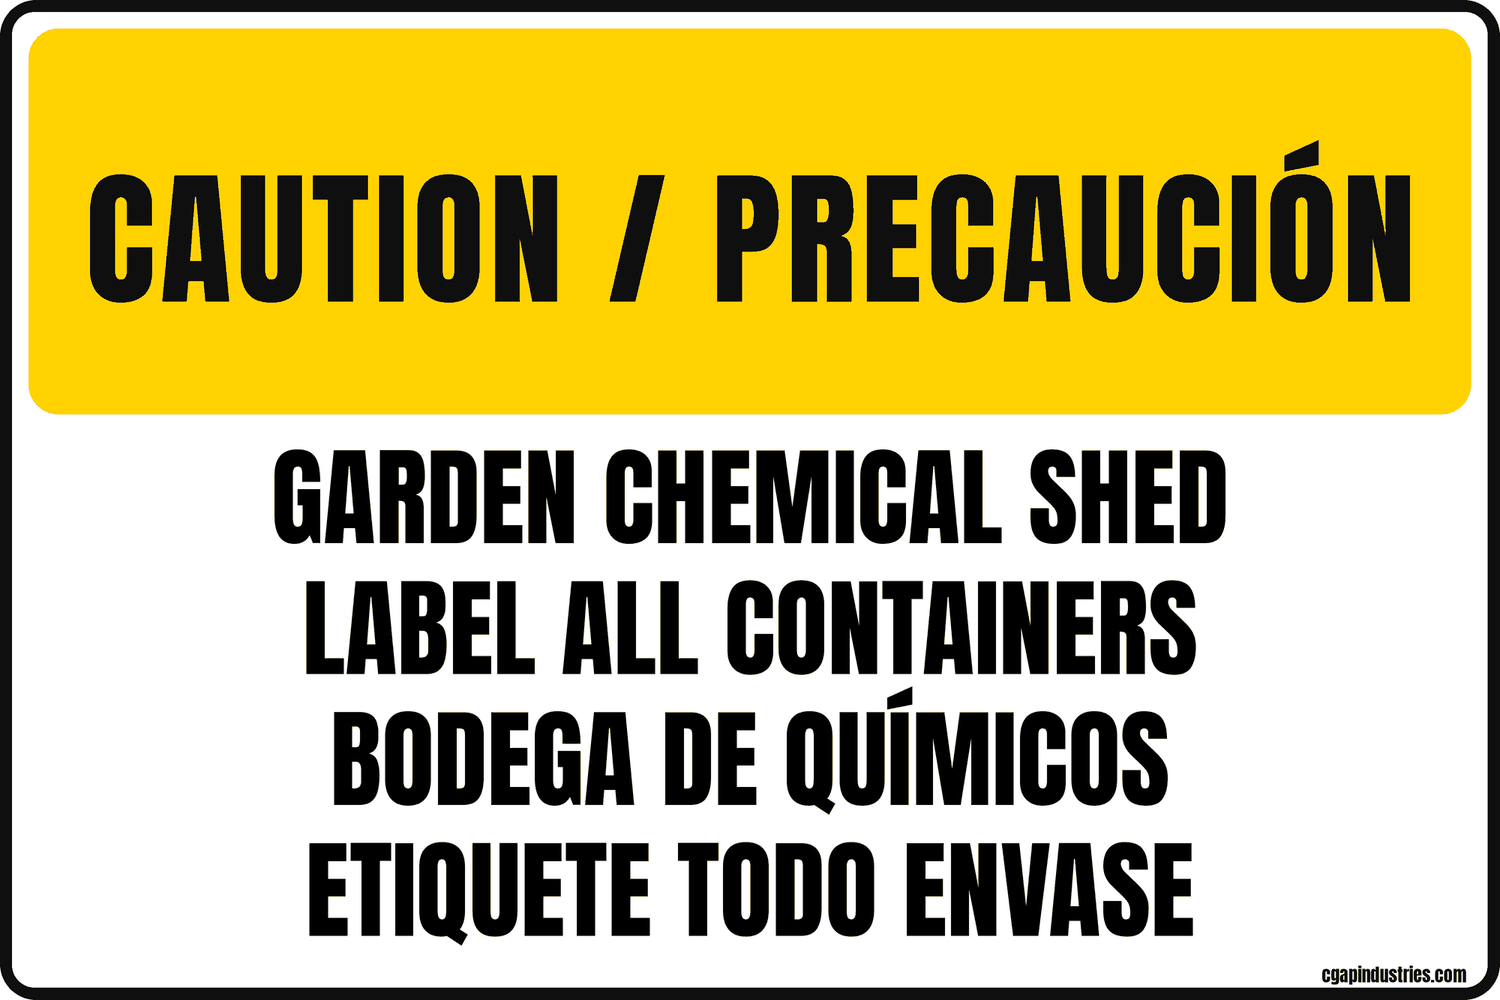 CAUTION / PRECAUCIÓN
GARDEN CHEMICAL SHED
LABEL ALL CONTAINERS
BODEGA DE QUÍMICOS
ETIQUETE TODO ENVASE
cgapindustries.com